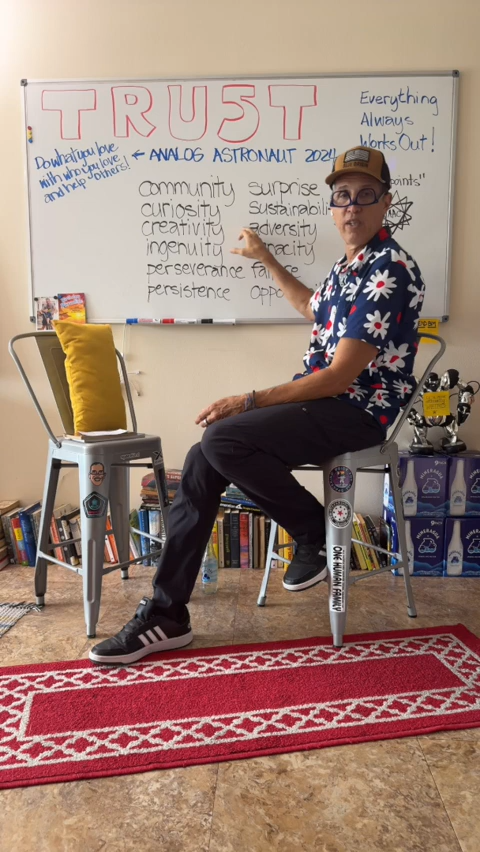 TRU5T
Everything
Always
Works Out!
Do what you love
with who you love
and help others!
← ANALOG ASTRONAUT 2024
community surprise
curiosity
creativity adversity
ingenuity
perseverance
persistence
ONE HUMAN FAMILY